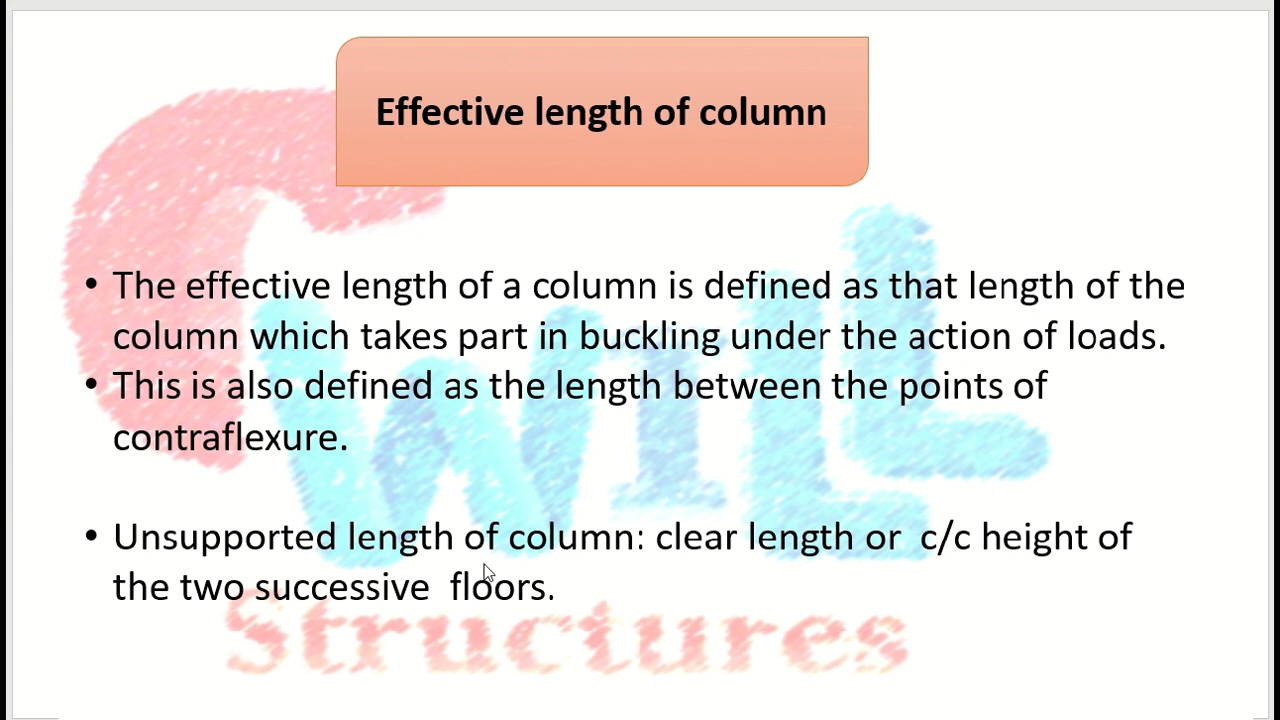 Effective length of column
• The effective length of a column is defined as that length of the
column which takes part in buckling under the action of loads.
• This is also defined as the length between the points of
contraflexure.
• Unsupported length of column: clear length or  c/c height of
the two successive  floors.
CIVIL
Structures